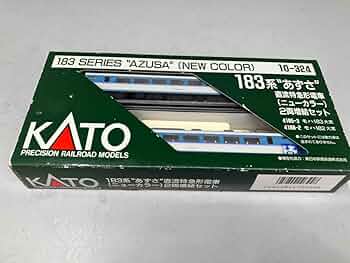 183 SERIES "AZUSA" (NEW COLOR)
10-324
183系"あずさ"
直流特急形電車
(ニューカラー)
2両増結セット
KATO
PRECISION RAILROAD MODELS
183系"あずさ"直流特急形電車
(ニューカラー)2両増結セット
KATO